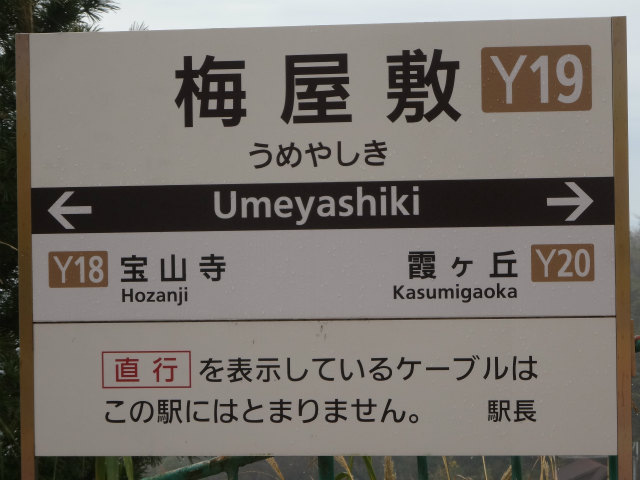 梅屋敷 Y19
うめやしき
← Umeyashiki →
Y18 宝山寺 霞ヶ丘 Y20
Hozanji Kasumigaoka
直行 を表示しているケーブルは
この駅にはとまりません。 駅長